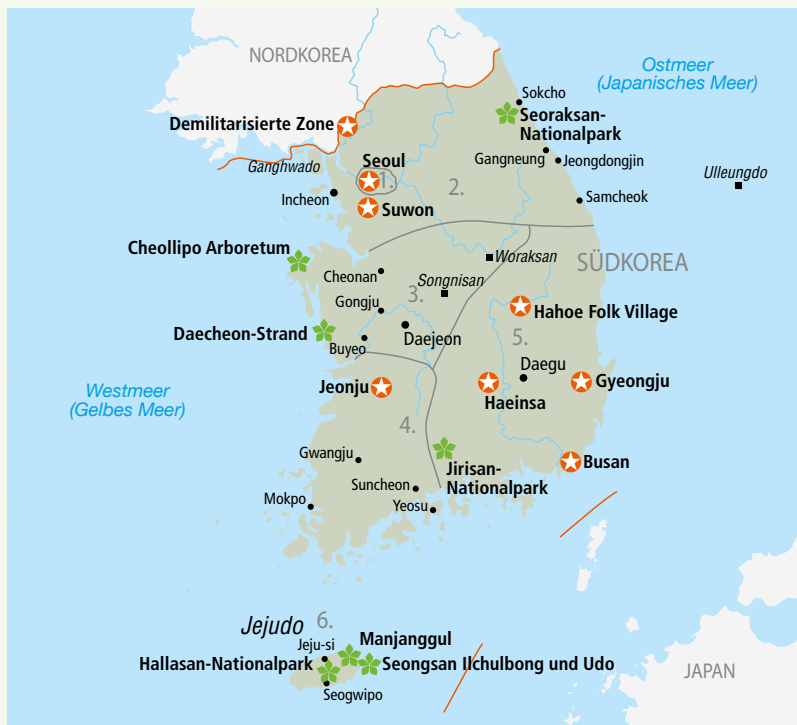 NORDKOREA
Ostmeer
(Japanisches Meer)
Sokcho
Seoraksan-
Nationalpark
Demilitarisierte Zone
Ganghwado
Seoul
1.
Gangneung
Jeongdongjin
Ulleungdo
2.
Incheon
Samcheok
Suwon
Cheollipo Arboretum
Woraksan
SÜDKOREA
Cheonan
Songnisan
3.
Gongju
Hahoe Folk Village
Daecheon-Strand
Daejeon
5.
Buyeo
Daegu
Westmeer
(Gelbes Meer)
Jeonju
Haeinsa
Gyeongju
4.
Gwangju
Jirisan-
Nationalpark
Busan
Suncheon
Mokpo
Yeosu
6.
Jejudo
Jeju-si
Manjanggul
Hallasan-Nationalpark
Seongsan Ilchulbong und Udo
Seogwipo
JAPAN